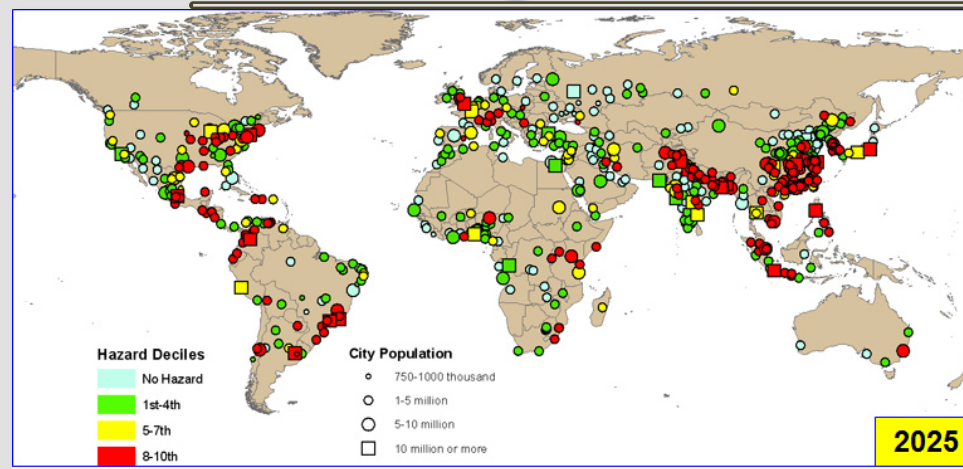 Hazard Deciles
No Hazard
1st-4th
5-7th
8-10th
City Population
750-1000 thousand
1-5 million
5-10 million
10 million or more
2025